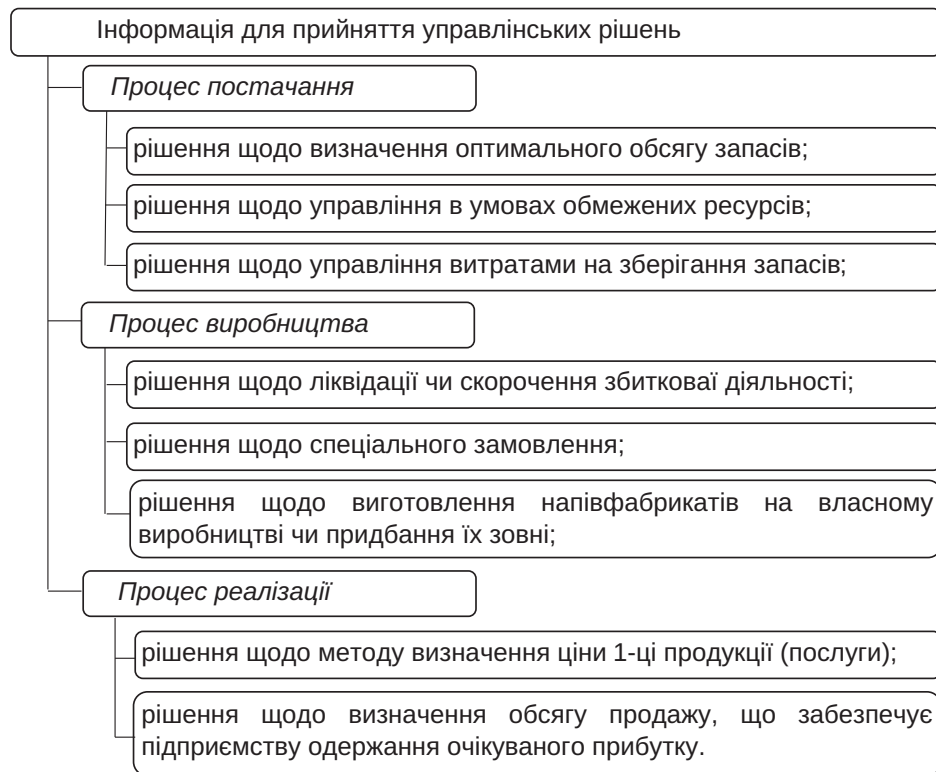 Інформація для прийняття управлінських рішень
Процес постачання
рішення щодо визначення оптимального обсягу запасів;
рішення щодо управління в умовах обмежених ресурсів;
рішення щодо управління витратами на зберігання запасів;
Процес виробництва
рішення щодо ліквідації чи скорочення збитковаї діяльності;
рішення щодо спеціального замовлення;
рішення щодо виготовлення напівфабрикатів на власному
виробництві чи придбання їх зовні;
Процес реалізації
рішення щодо методу визначення ціни 1-ці продукції (послуги);
рішення щодо визначення обсягу продажу, що забезпечує
підприємству одержання очікуваного прибутку.